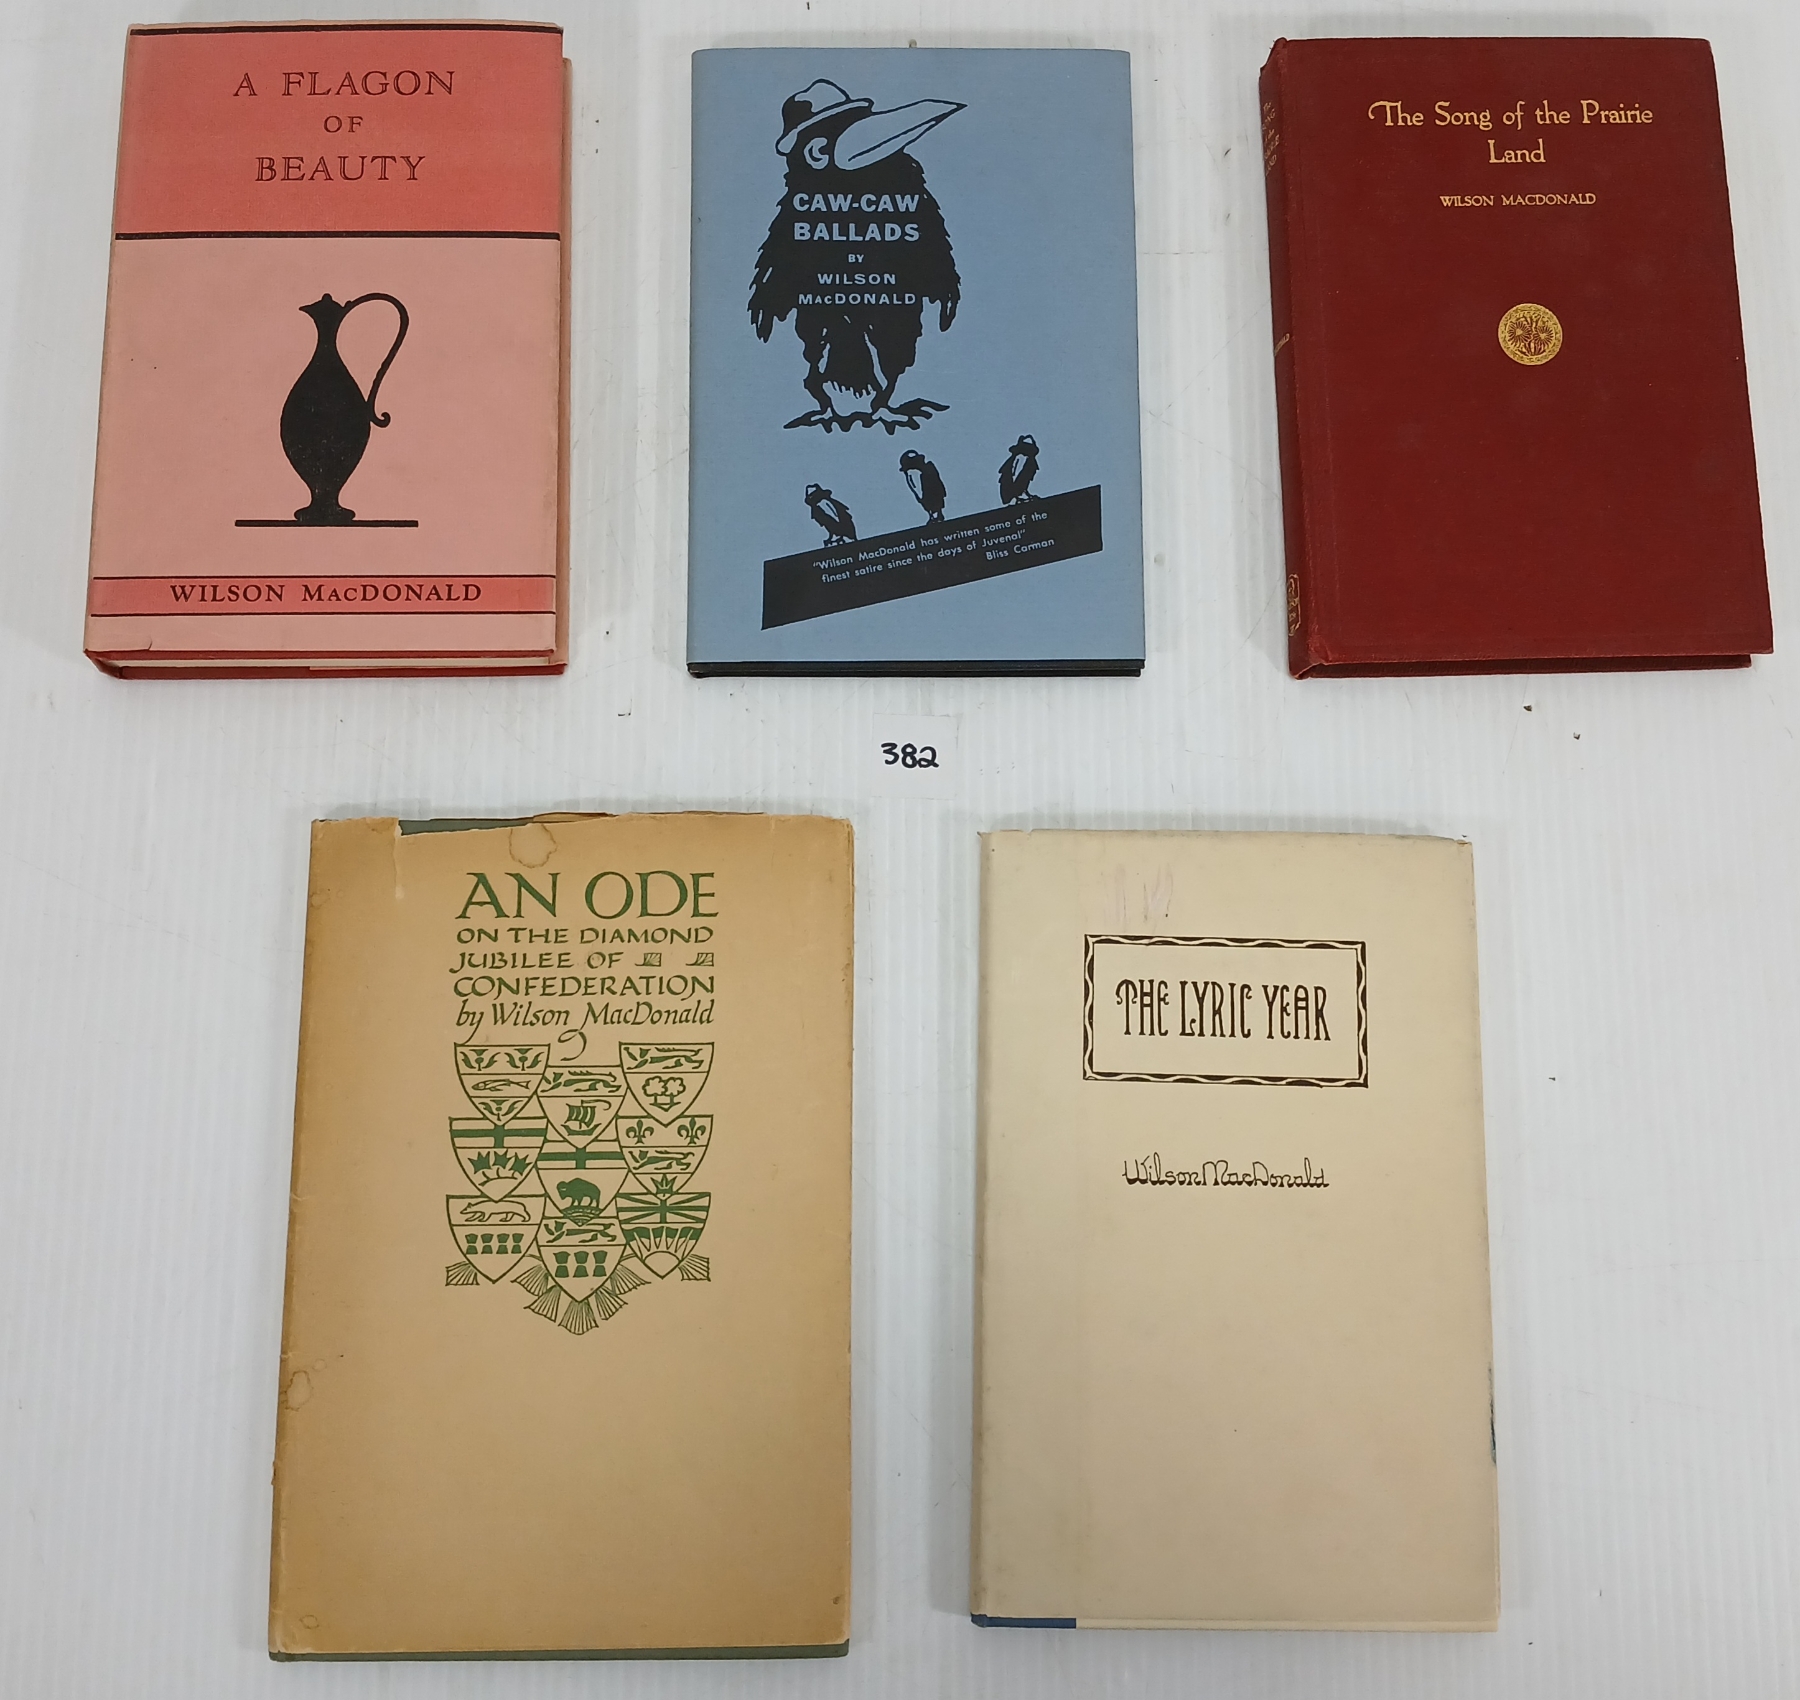 A FLAGON
OF
BEAUTY
WILSON MACDONALD
CAW-CAW
BALLADS
BY
WILSON
MACDONALD
"Wilson MacDonald has written some of the
finest satire since the days of Juvenal"
Bliss Carman
The Song of the Prairie
Land
WILSON MACDONALD
382
AN ODE
ON THE DIAMOND
JUBILEE OF
CONFEDERATION
by Wilson MacDonald
THE LYRIC YEAR
Wilson MacDonald